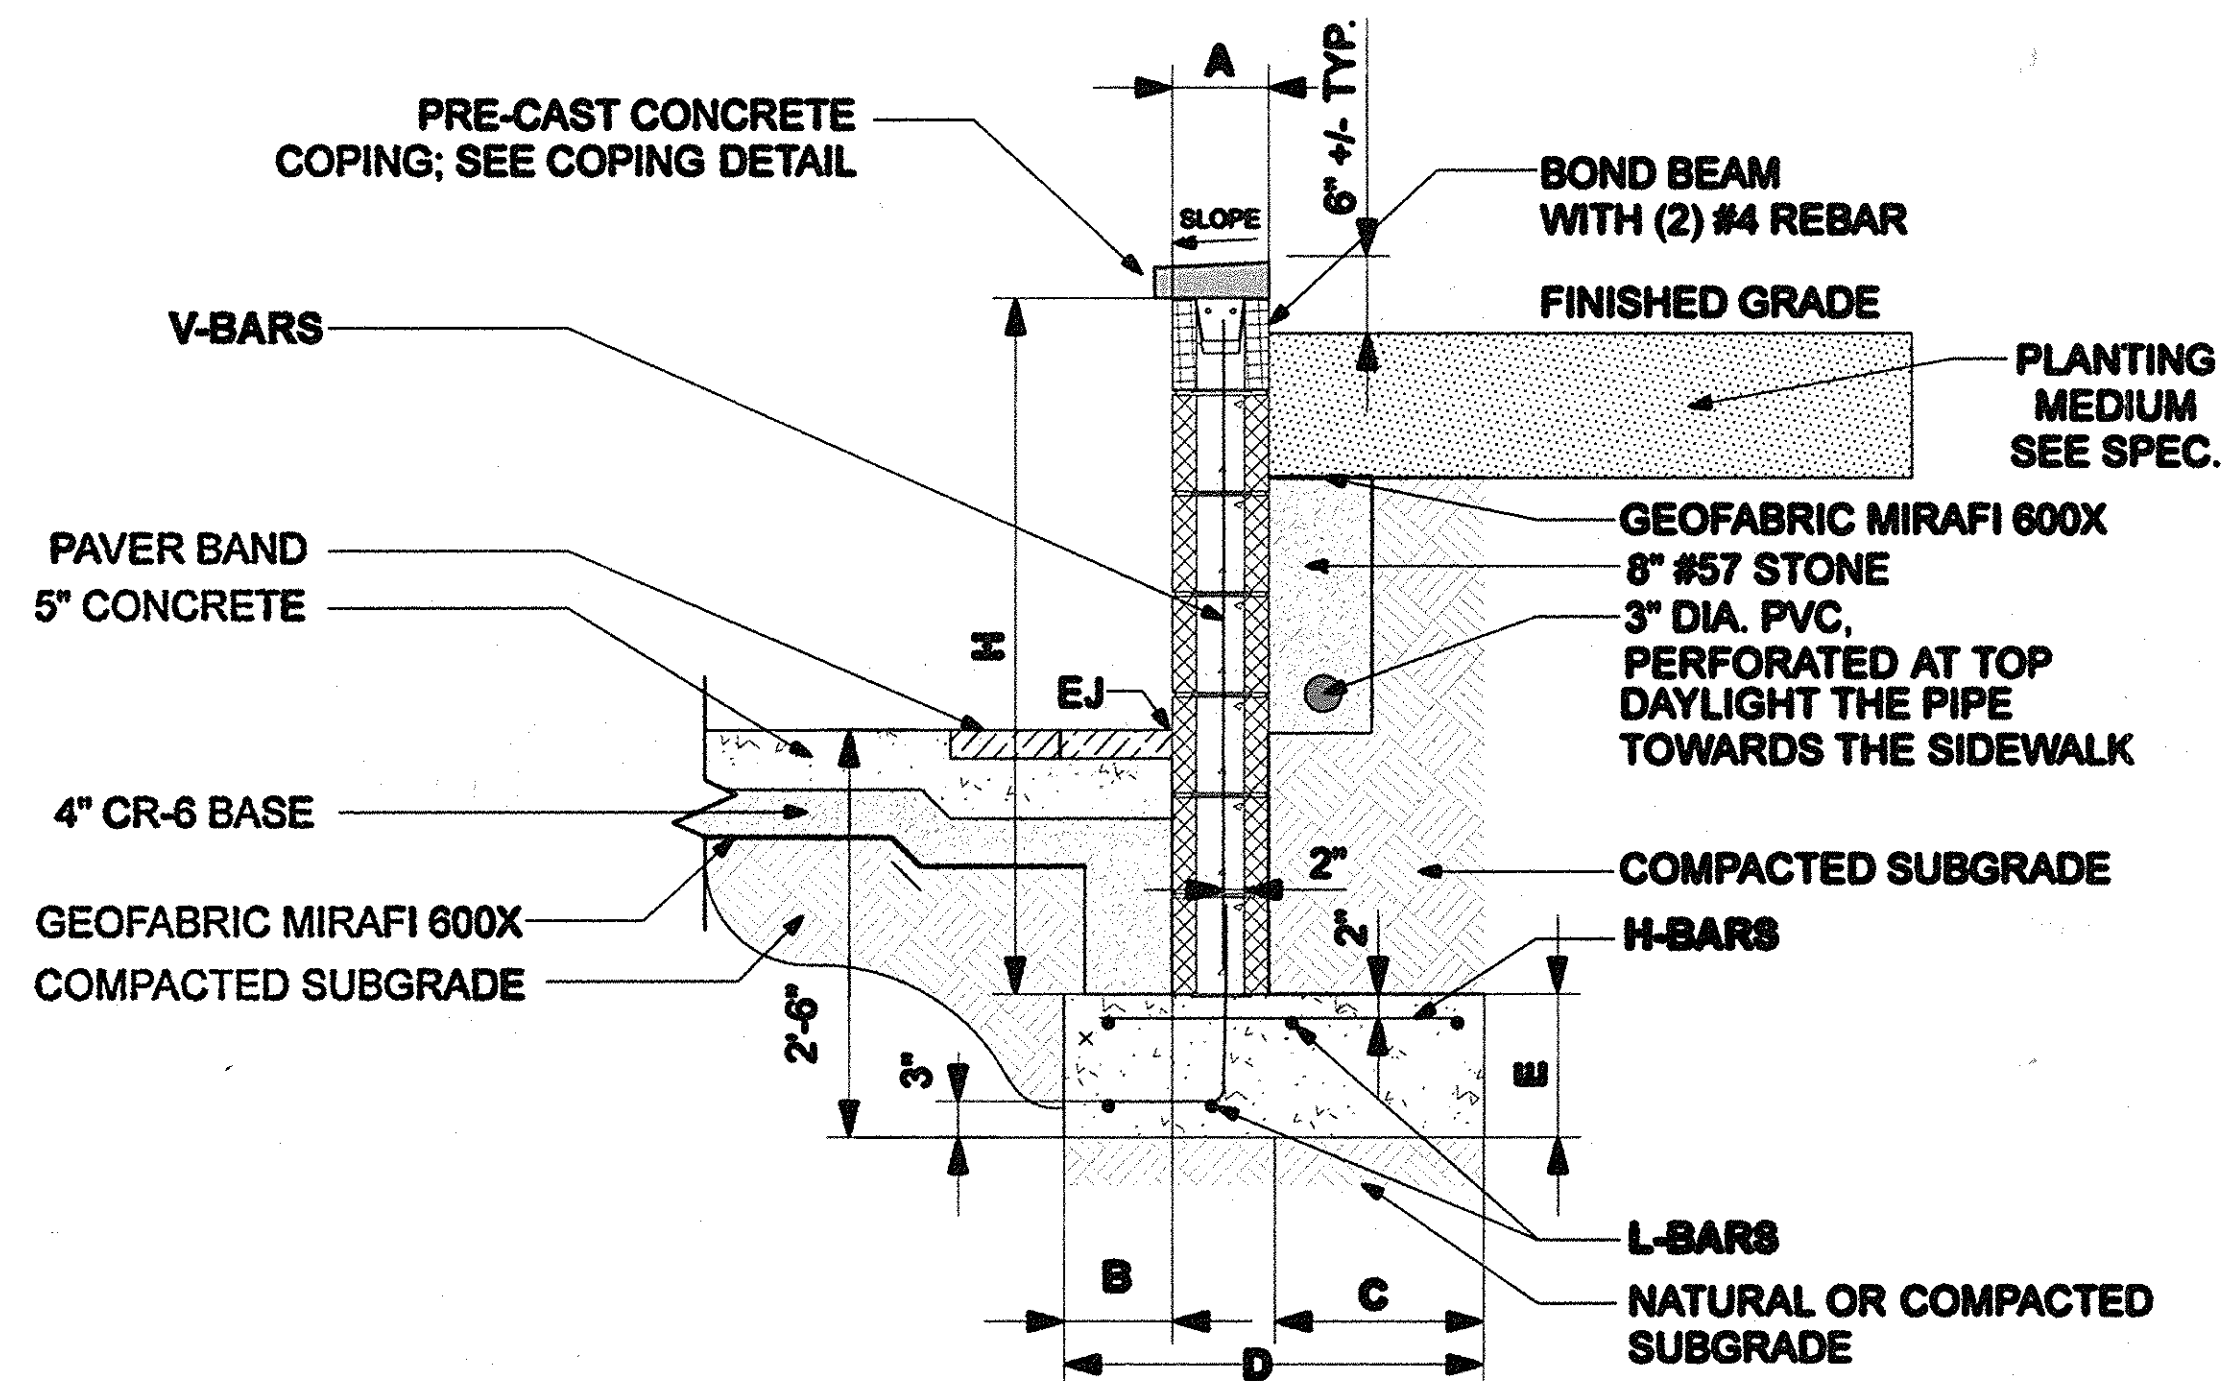 A
6" +/- TYP.
PRE-CAST CONCRETE
COPING; SEE COPING DETAIL
BOND BEAM
WITH (2) #4 REBAR
SLOPE
FINISHED GRADE
V-BARS
PLANTING
MEDIUM
SEE SPEC.
GEOFABRIC MIRAFI 600X
8" #57 STONE
3" DIA. PVC,
PERFORATED AT TOP
DAYLIGHT THE PIPE
TOWARDS THE SIDEWALK
PAVER BAND
5" CONCRETE
H
EJ
4" CR-6 BASE
2"
COMPACTED SUBGRADE
GEOFABRIC MIRAFI 600X
2"
H-BARS
COMPACTED SUBGRADE
2'-6"
3"
E
L-BARS
B
C
NATURAL OR COMPACTED
SUBGRADE
D